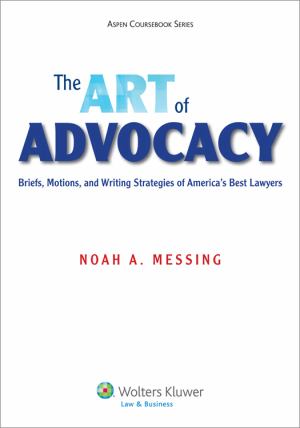 ASPEN COURSEBOOK SERIES
The ART of
ADVOCACY
Briefs, Motions, and Writing Strategies of America's Best Lawyers
NOAH A. MESSING
Wolters Kluwer
Law & Business